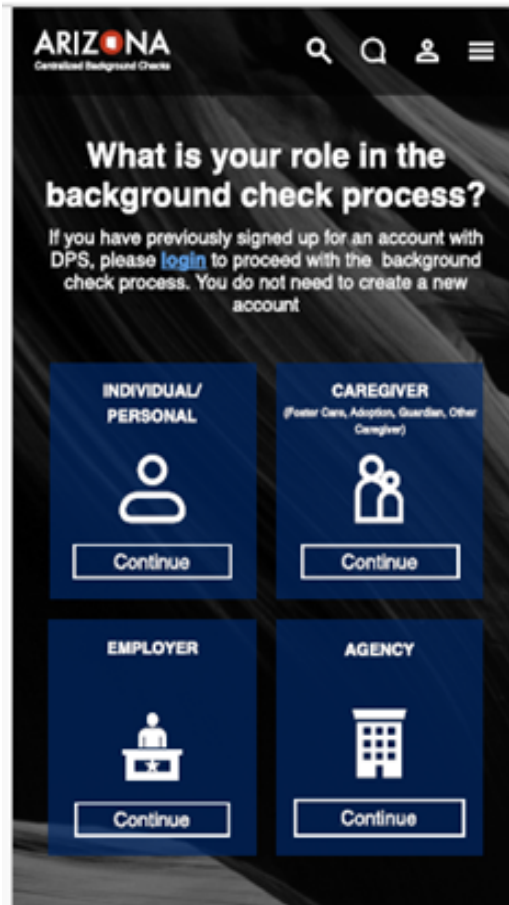 ARIZONA
Centralized Background Checks
What is your role in the
background check process?
If you have previously signed up for an account with
DPS, please login to proceed with the background
check process. You do not need to create a new
account
INDIVIDUAL/
PERSONAL
Continue
CAREGIVER
(Foster Care, Adoption, Guardian, Other
Caregiver)
Continue
EMPLOYER
Continue
AGENCY
Continue